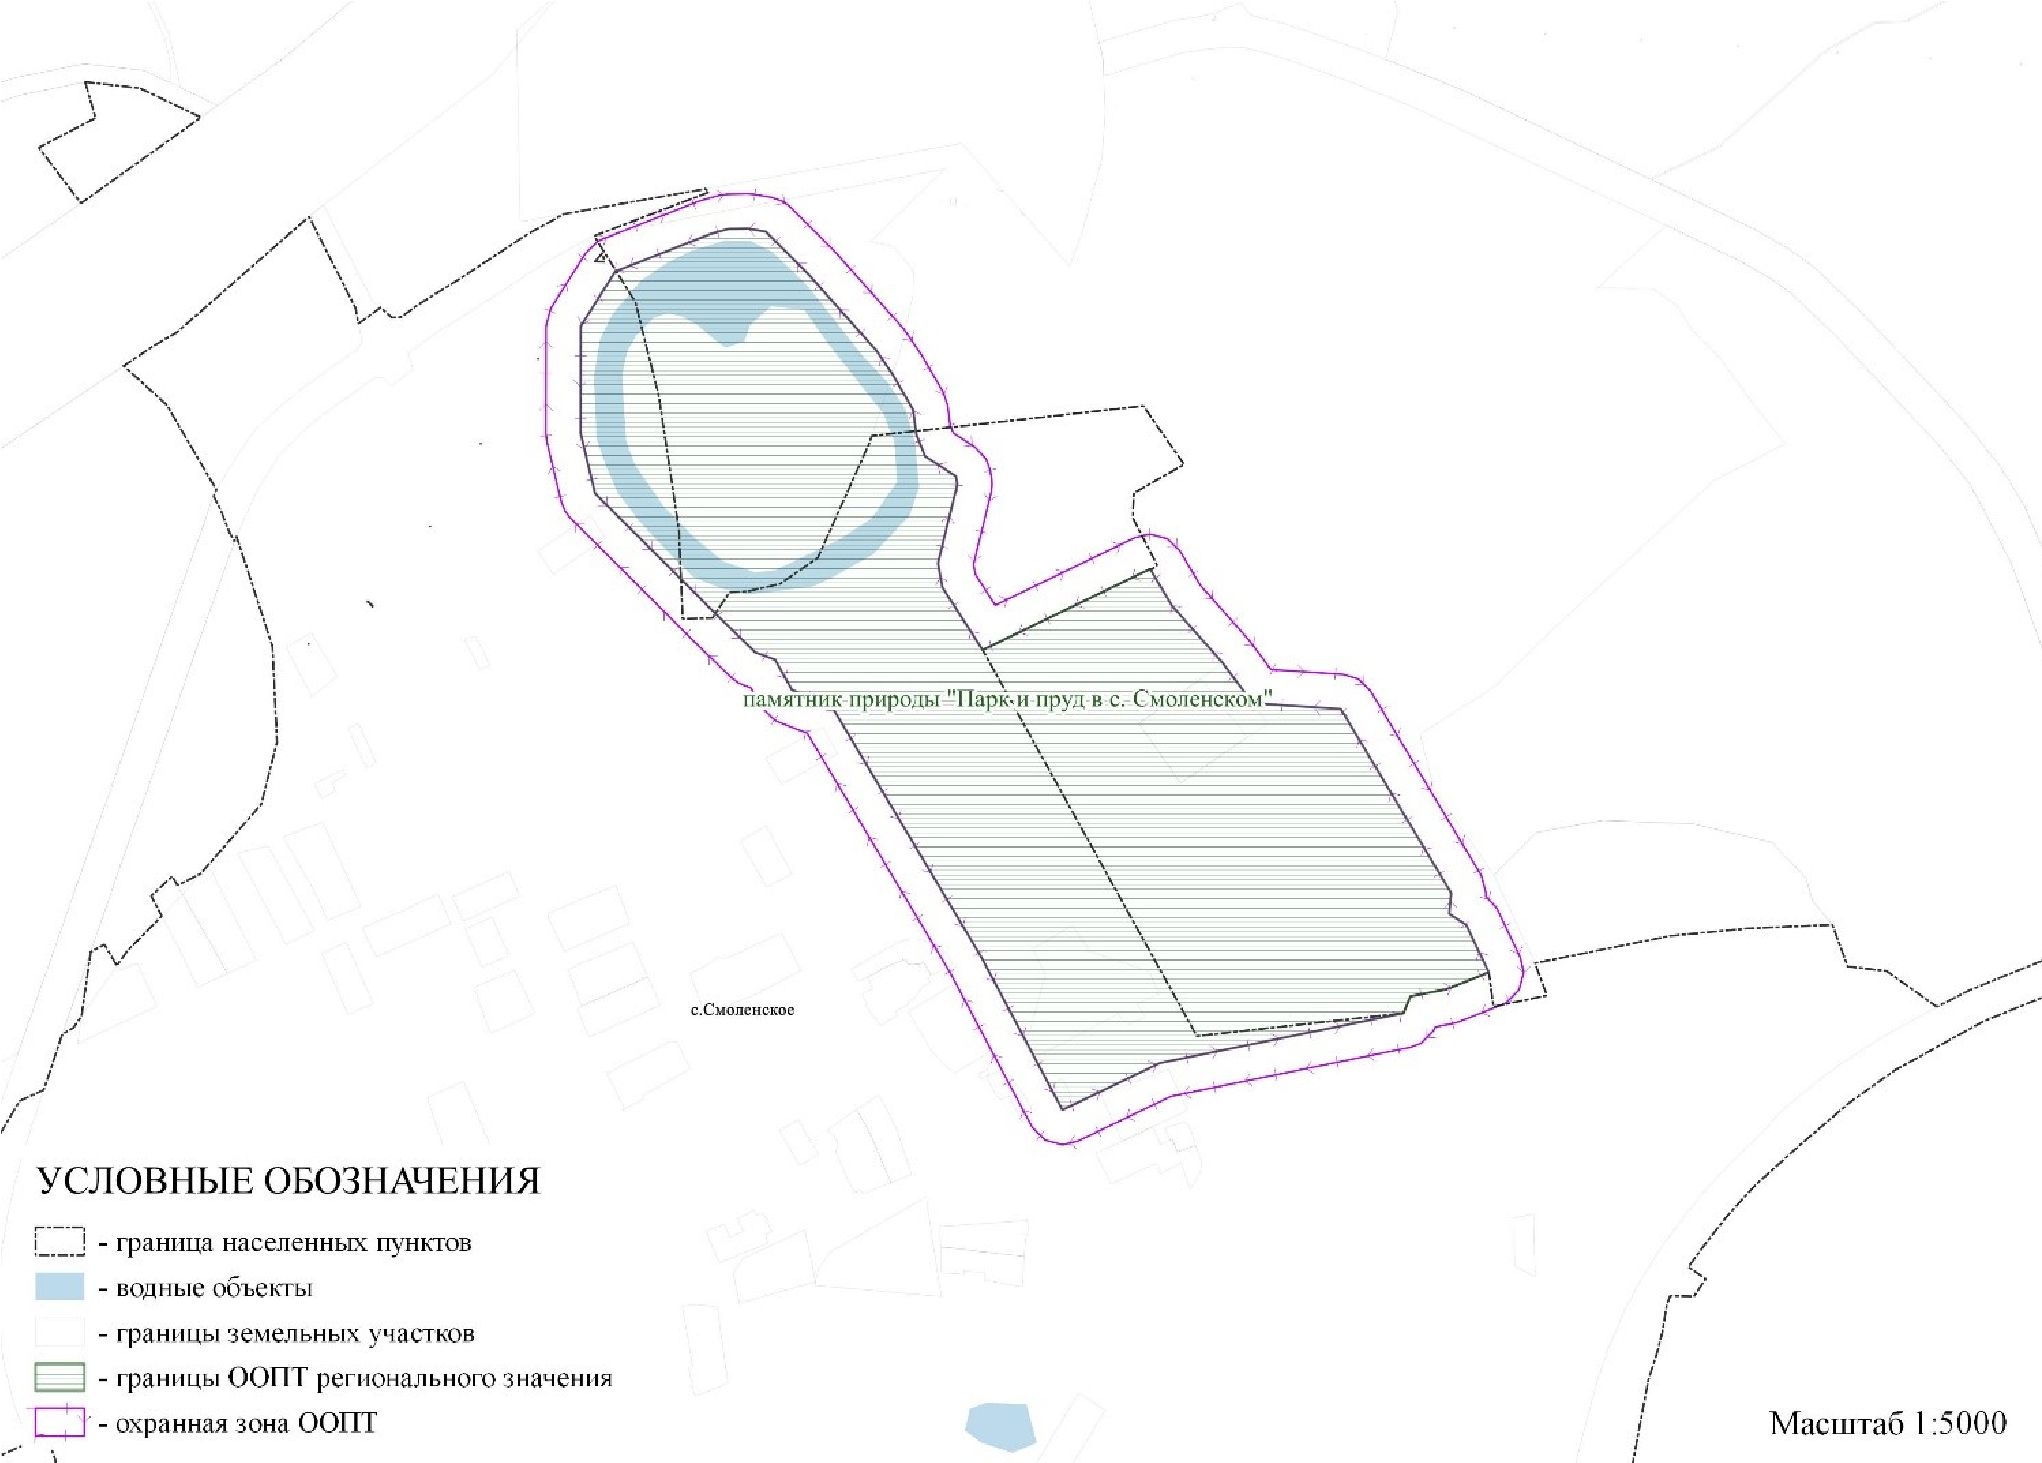 памятник природы "Парк и пруд в с. Смоленском"
с.Смоленское
УСЛОВНЫЕ ОБОЗНАЧЕНИЯ
- граница населенных пунктов
- водные объекты
- границы земельных участков
- границы ООПТ регионального значения
- охранная зона ООПТ
Масштаб 1:5000